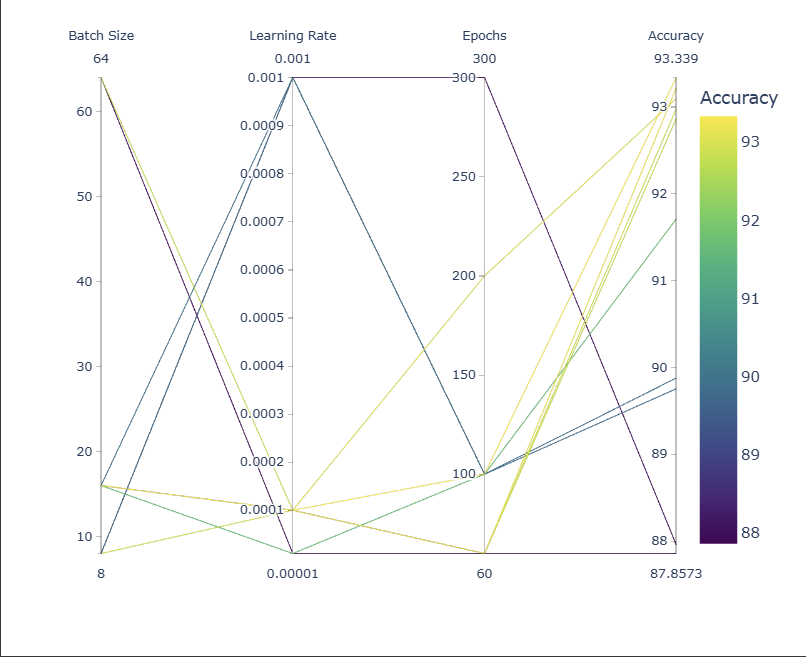 Batch Size Learning Rate Epochs Accuracy
64 0.001 300 93.339
Accuracy
60 0.001 300 93
50 0.0009 250 92
40 0.0008 200 91
30 0.0007 150 90
20 0.0006 100 89
10 0.0005 88
0.0004
0.0003
0.0002
0.0001
93
92
91
90
89
88
8 0.00001 60 87.8573